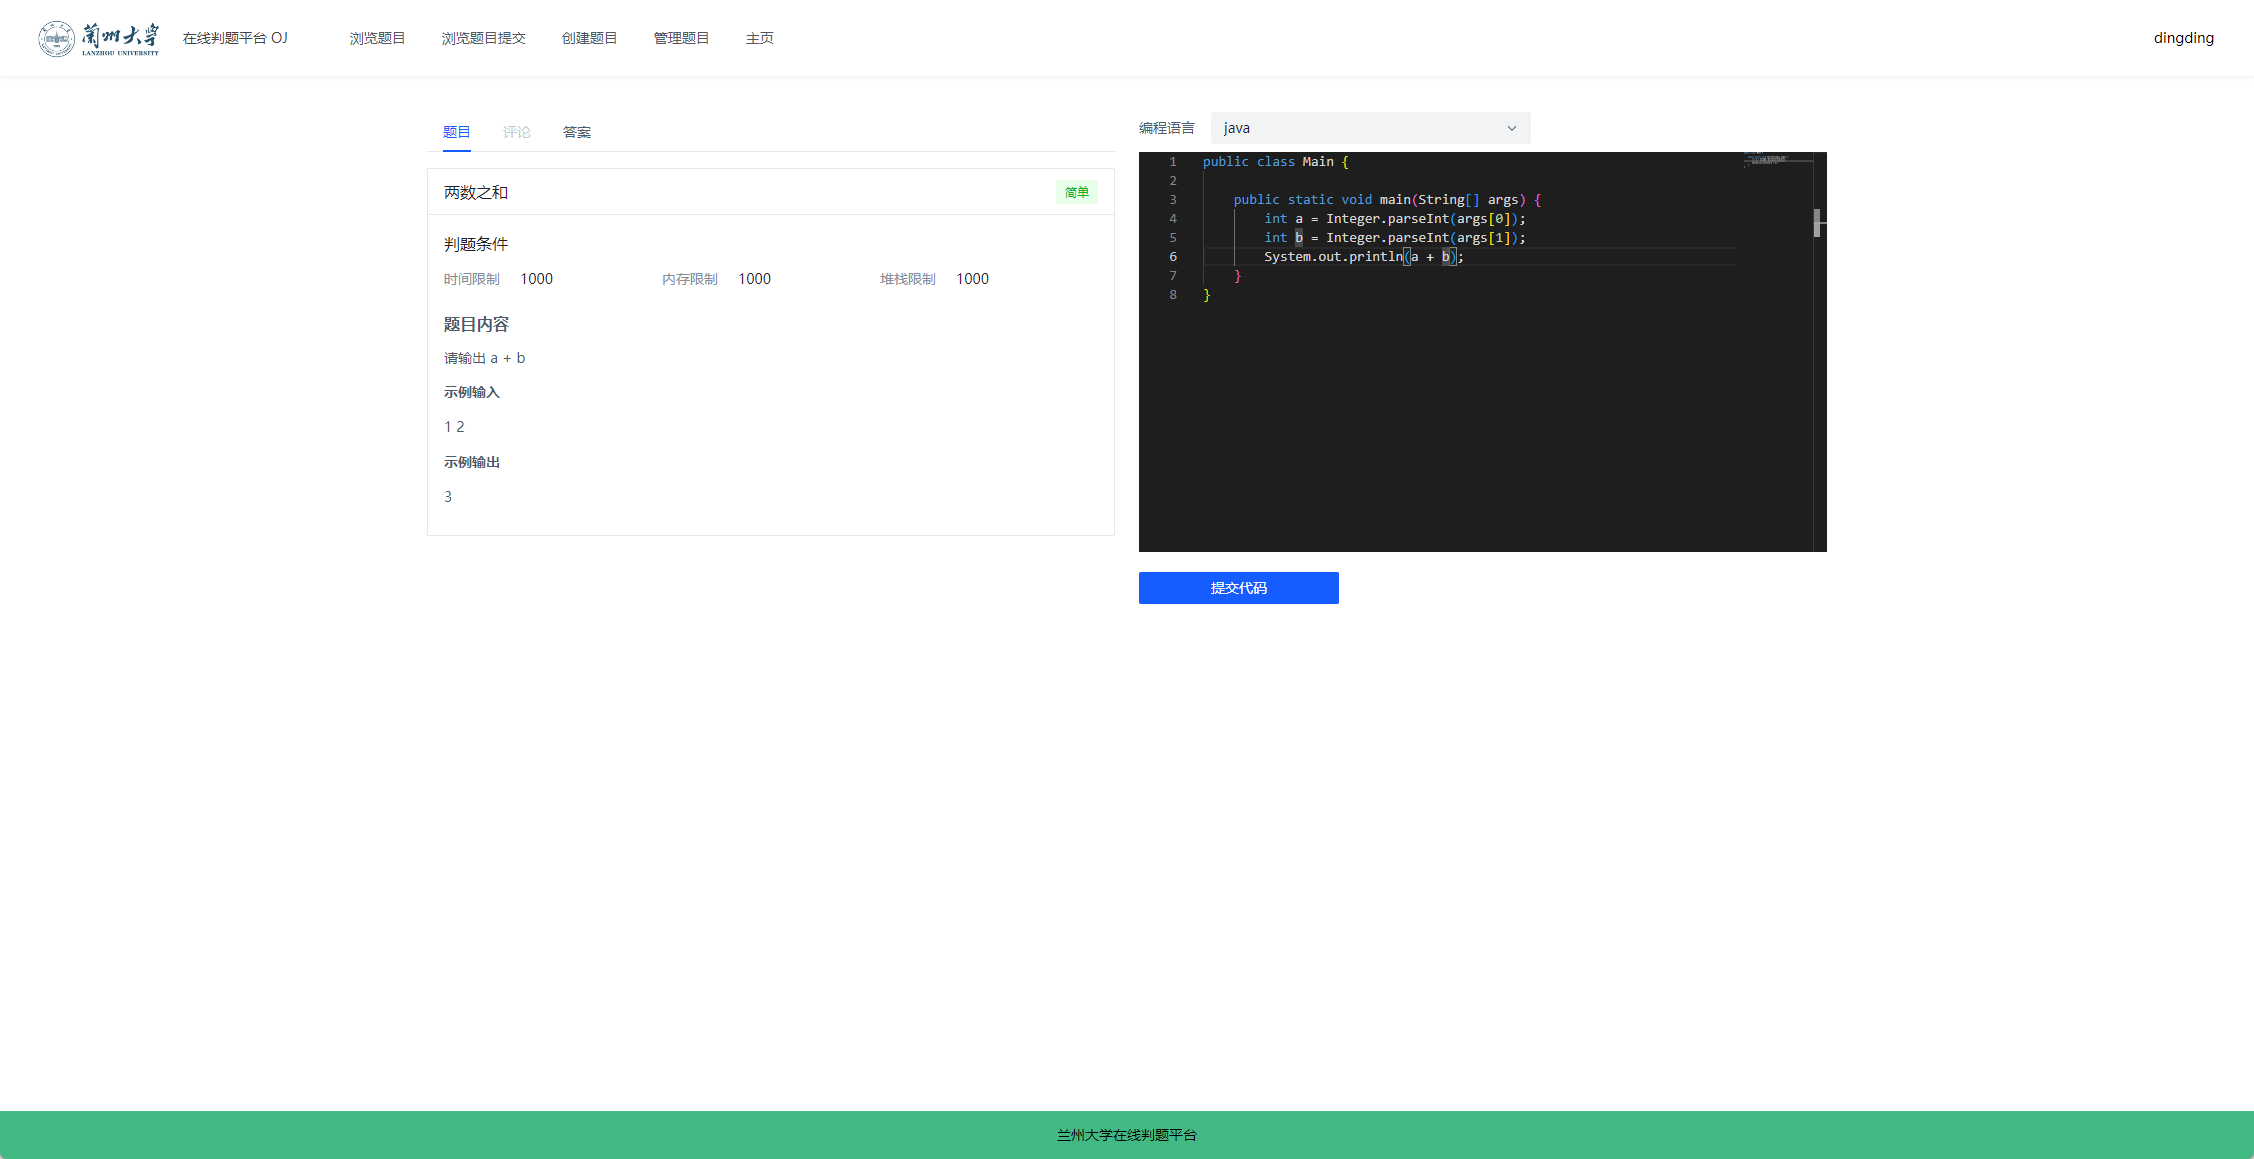 兰州大学
LANZHOU UNIVERSITY
在线判题平台 OJ
浏览题目
浏览题目提交
创建题目
管理题目
主页
dingding
题目
评论
答案
两数之和
简单
判题条件
时间限制 1000
内存限制 1000
堆栈限制 1000
题目内容
请输出 a + b
示例输入
1 2
示例输出
3
编程语言
java
1 public class Main {
2
3     public static void main(String[] args) {
4         int a = Integer.parseInt(args[0]);
5         int b = Integer.parseInt(args[1]);
6         System.out.println(a + b);
7     }
8 }
提交代码
兰州大学在线判题平台